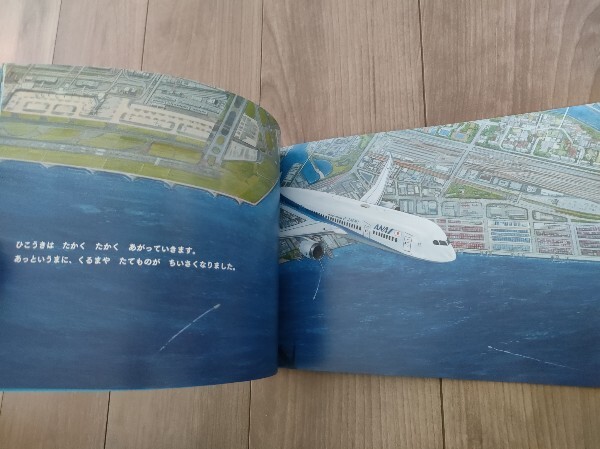 ひこうきは たかく たかく あがっていきます。
あっというまに、くるまや たてものが ちいさくなりました。
ANA